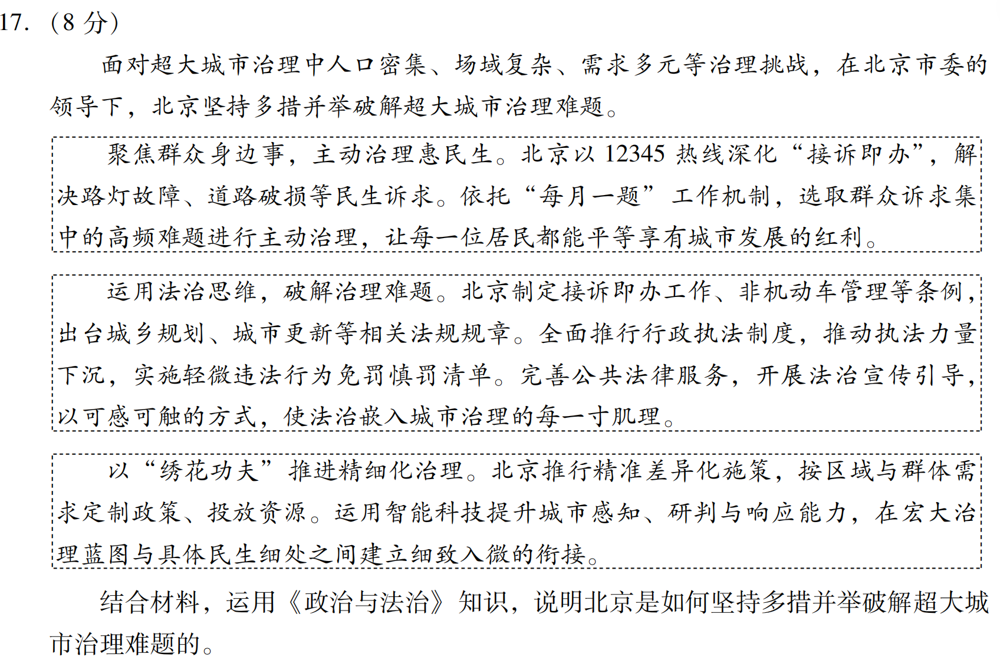 17.（8 分）
面对超大城市治理中人口密集、场域复杂、需求多元等治理挑战，在北京市委的
领导下，北京坚持多措并举破解超大城市治理难题。
聚焦群众身边事，主动治理惠民生。北京以 12345 热线深化“接诉即办”，解
决路灯故障、道路破损等民生诉求。依托“每月一题”工作机制，选取群众诉求集
中的高频难题进行主动治理，让每一位居民都能平等享有城市发展的红利。
运用法治思维，破解治理难题。北京制定接诉即办工作、非机动车管理等条例，
出台城乡规划、城市更新等相关法规规章。全面推行行政执法制度，推动执法力量
下沉，实施轻微违法行为免罚慎罚清单。完善公共法律服务，开展法治宣传引导，
以可感可触的方式，使法治嵌入城市治理的每一寸肌理。
以“绣花功夫”推进精细化治理。北京推行精准差异化施策，按区域与群体需
求定制政策、投放资源。运用智能科技提升城市感知、研判与响应能力，在宏大治
理蓝图与具体民生细处之间建立细致入微的衔接。
结合材料，运用《政治与法治》知识，说明北京是如何坚持多措并举破解超大城
市治理难题的。